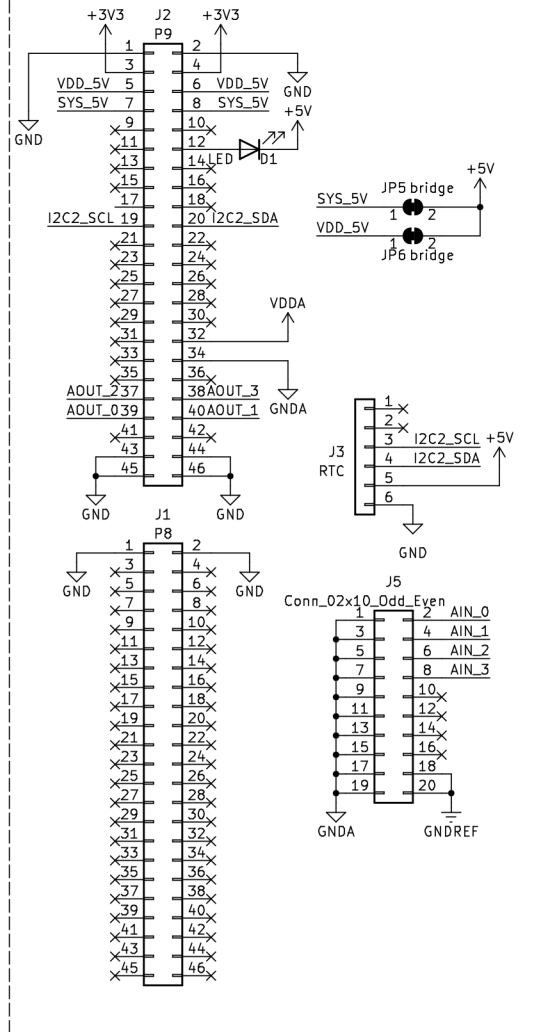 +3V3 J2 +3V3
P9
1 2
3 4
VDD_5V 5 6 VDD_5V
SYS_5V 7 8 SYS_5V
GND
GND
+5V
9 10
11 12 LED D1
13 14
15 16
17 18
I2C2_SCL 19 20 I2C2_SDA
21 22
23 24
25 26
27 28
29 30
31 32
VDDA
33 34
35 36
AOUT_2 37 38 AOUT_3
AOUT_0 39 40 AOUT_1
GNDA
41 42
43 44
45 46
GND GND
+5V
JP5 bridge
SYS_5V
1 2
VDD_5V
1 2
JP6 bridge
J3
RTC
1
2
3 I2C2_SCL
4 I2C2_SDA
5
6
+5V
GND
J1
P8
1 2
GND GND
3 4
5 6
7 8
9 10
11 12
13 14
15 16
17 18
19 20
21 22
23 24
25 26
27 28
29 30
31 32
33 34
35 36
37 38
39 40
41 42
43 44
45 46
J5
Conn_02x10_Odd_Even
1 2 AIN_0
3 4 AIN_1
5 6 AIN_2
7 8 AIN_3
9 10
11 12
13 14
15 16
17 18
19 20
GNDA GNDREF